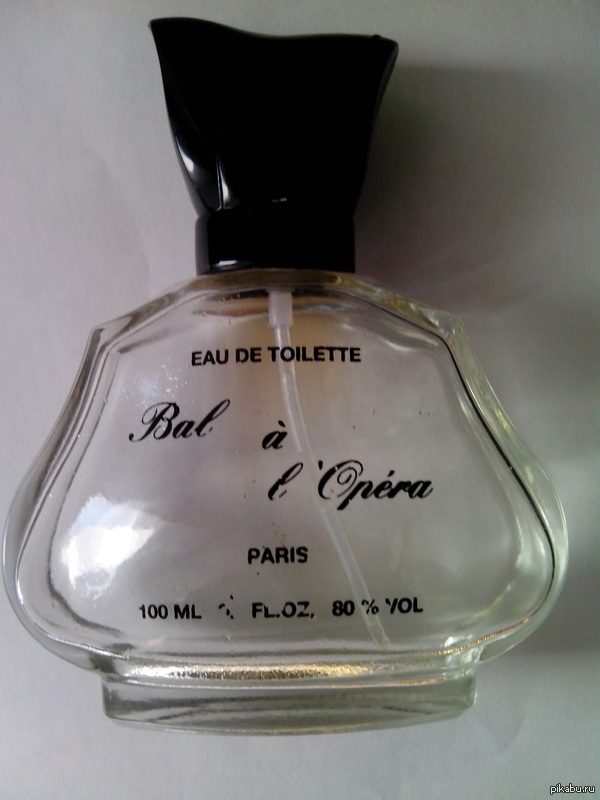 EAU DE TOILETTE
Bal à
l'Opéra
PARIS
100 ML FL.OZ. 80 % VOL
pikabu.ru